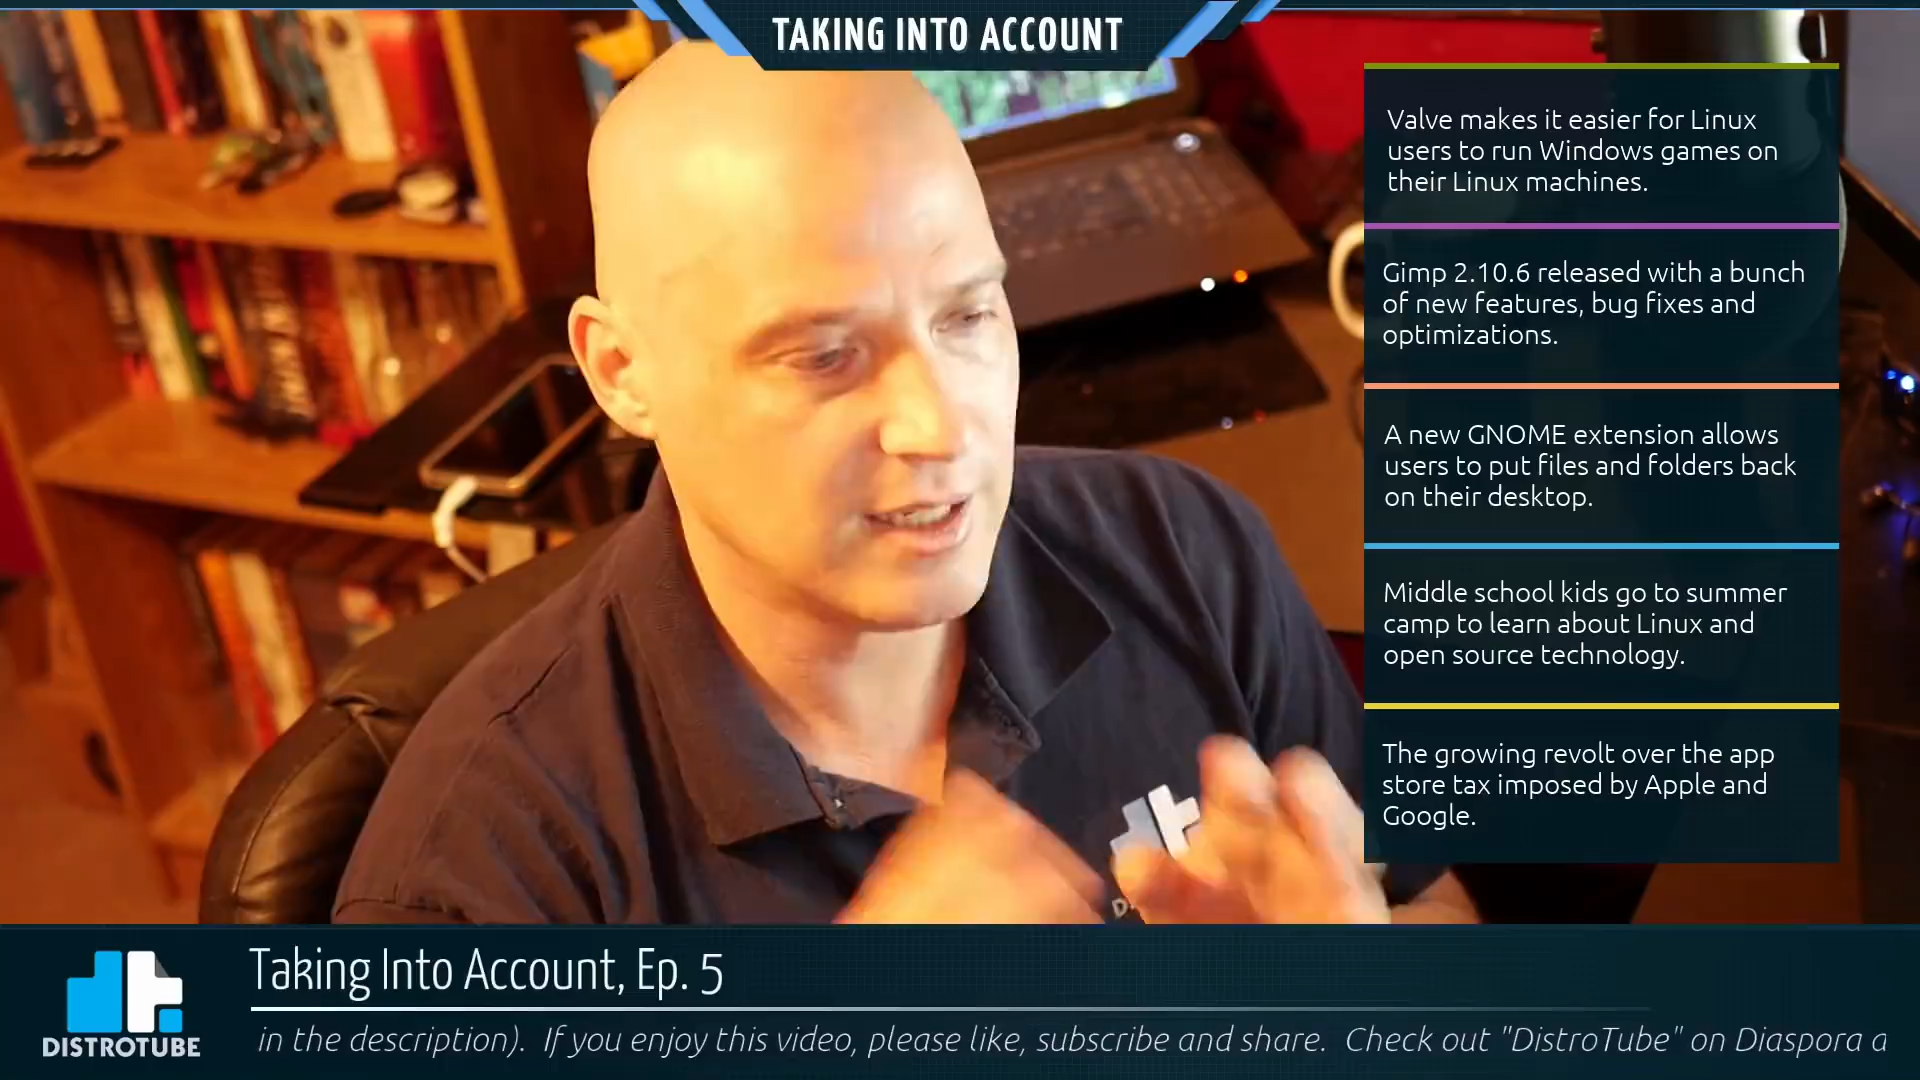 TAKING INTO ACCOUNT
Valve makes it easier for Linux
users to run Windows games on
their Linux machines.
Gimp 2.10.6 released with a bunch
of new features, bug fixes and
optimizations.
A new GNOME extension allows
users to put files and folders back
on their desktop.
Middle school kids go to summer
camp to learn about Linux and
open source technology.
The growing revolt over the app
store tax imposed by Apple and
Google.
Taking Into Account, Ep. 5
in the description). If you enjoy this video, please like, subscribe and share. Check out "DistroTube" on Diaspora a
DISTROTUBE